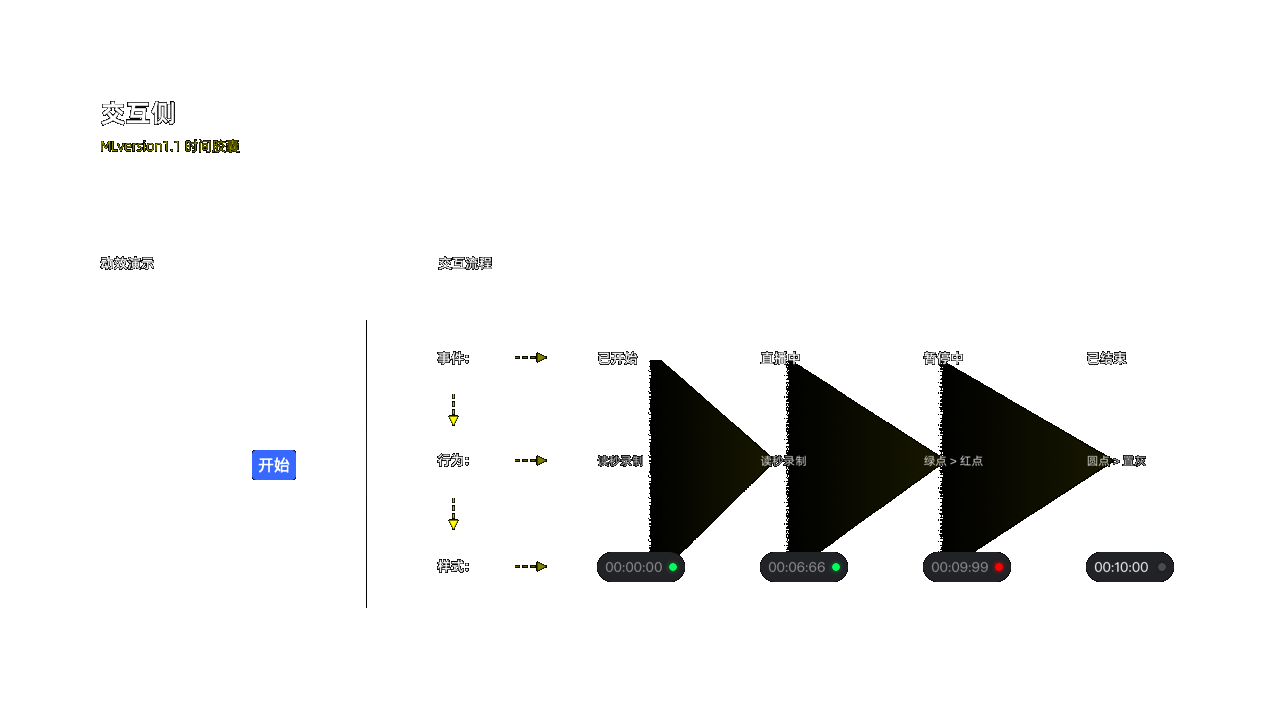 交互侧
MLversion1.1 时间胶囊
动效演示
交互流程
事件: 已开始 直播中 暂停中 已结束
行为: 读秒录制 读秒录制 绿点 > 红点 圆点 > 置灰
开始
样式: 00:00:00 00:06:66 00:09:99 00:10:00